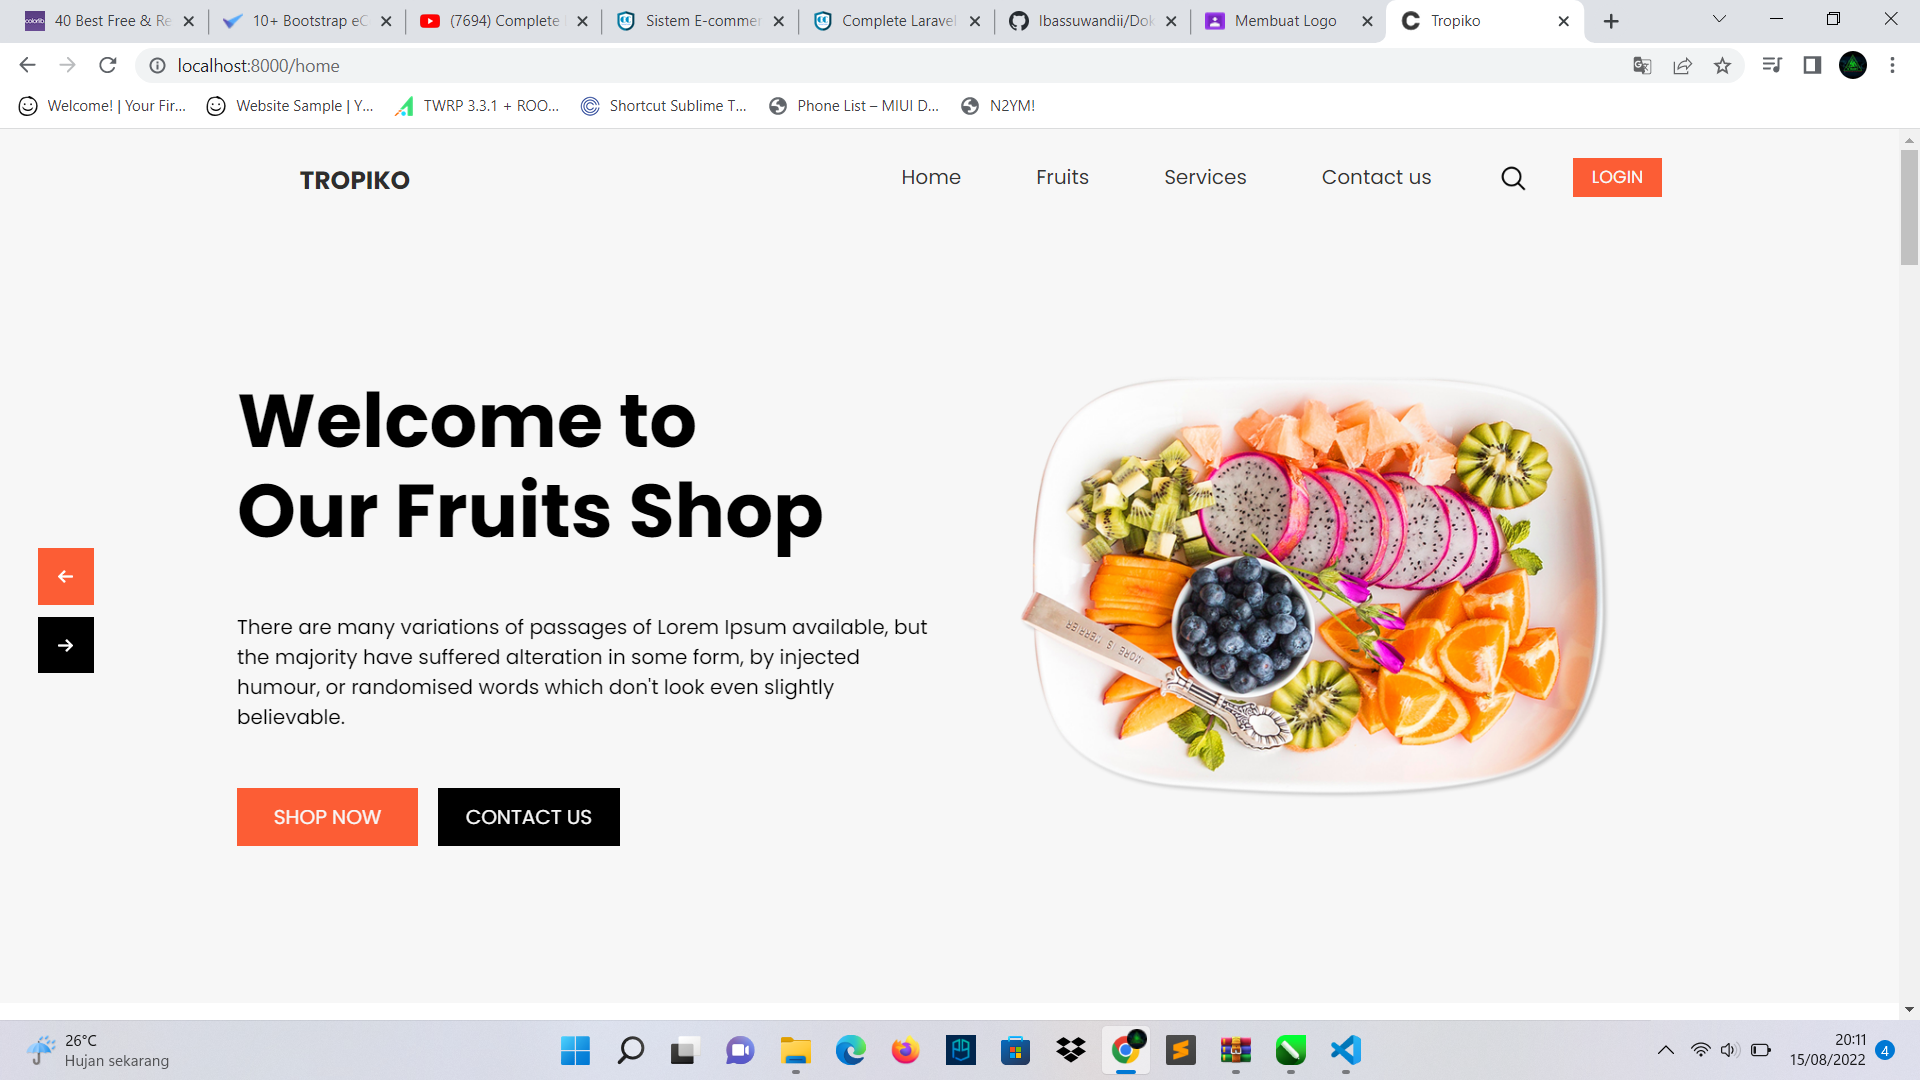 40 Best Free & Re
10+ Bootstrap eC
(7694) Complete
Sistem E-commer
Complete Laravel
Ibassuwandii/Dok
Membuat Logo
Tropiko
localhost:8000/home
Welcome! | Your Fir...
Website Sample | Y...
TWRP 3.3.1 + ROO...
Shortcut Sublime T...
Phone List – MIUI D...
N2YM!
TROPIKO
Home
Fruits
Services
Contact us
LOGIN
Welcome to
Our Fruits Shop
There are many variations of passages of Lorem Ipsum available, but
the majority have suffered alteration in some form, by injected
humour, or randomised words which don't look even slightly
believable.
SHOP NOW
CONTACT US
26°C
Hujan sekarang
20:11
15/08/2022
4